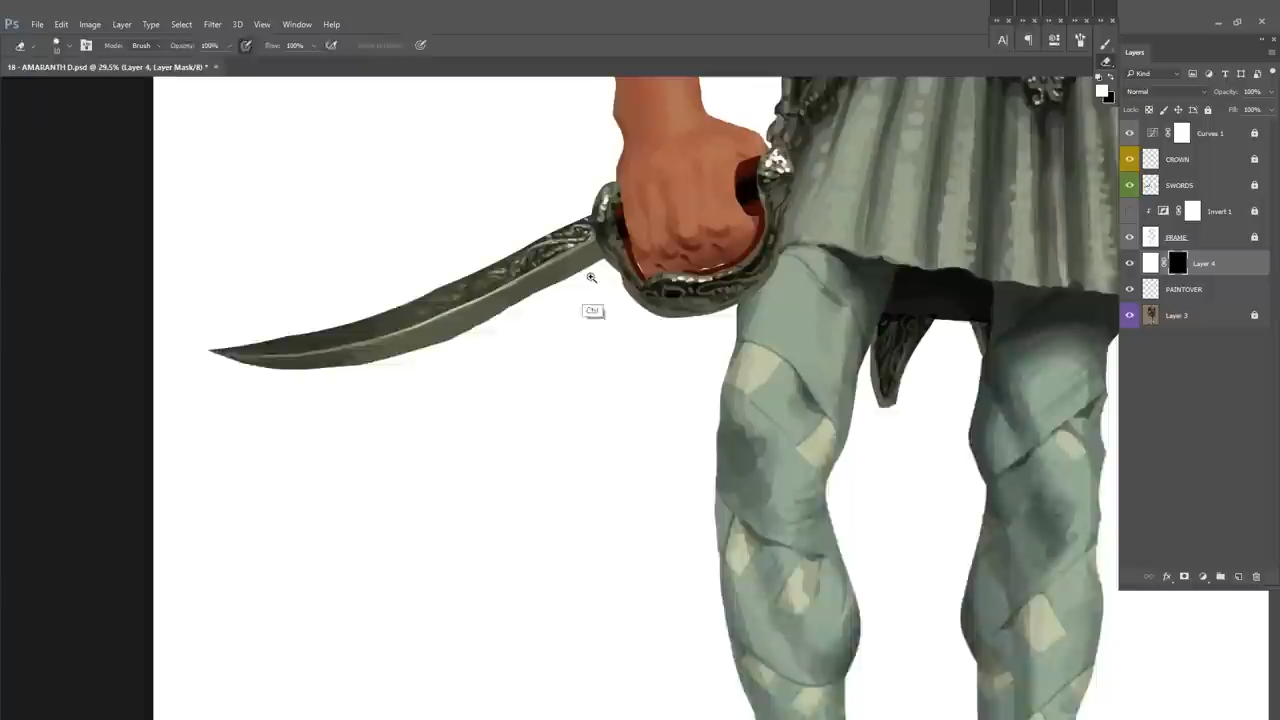 Ps File Edit Image Layer Type Select Filter 3D View Window Help
10 Mode: Brush Opacity: 100% Flow: 100%
18 - AMARANTH D.psd @ 29.5% (Layer 4, Layer Mask/8) * ×
Ctrl
Layers
Kind
Normal Opacity: 100%
Lock: Fill: 100%
Curves 1
CROWN
SWORDS
Invert 1
FRAME
Layer 4
PAINTOVER
Layer 3